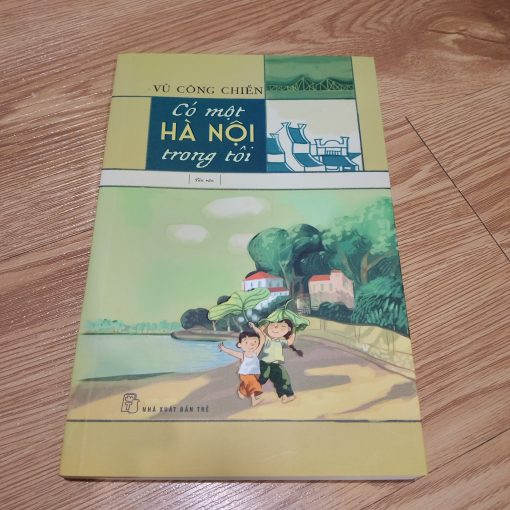 VŨ CÔNG CHIẾN
Có một
HÀ NỘI
trong tôi
Tản văn
NHÀ XUẤT BẢN TRẺ